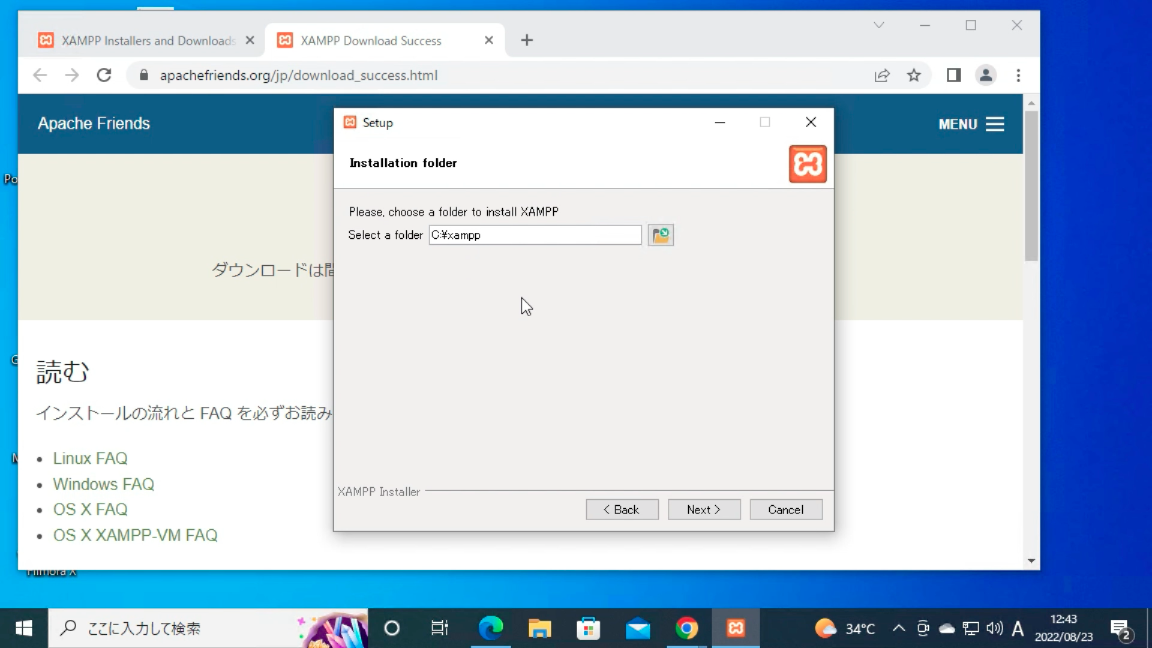 XAMPP Installers and Downloads
XAMPP Download Success
apachefriends.org/jp/download_success.html
Apache Friends
MENU
Setup
Installation folder
Please, choose a folder to install XAMPP
Select a folder C:¥xampp
ダウンロードは
読む
インストールの流れと FAQ を必ずお読み
Linux FAQ
Windows FAQ
OS X FAQ
OS X XAMPP-VM FAQ
XAMPP Installer
< Back
Next >
Cancel
ここに入力して検索
34°C
A
12:43
2022/08/23
2